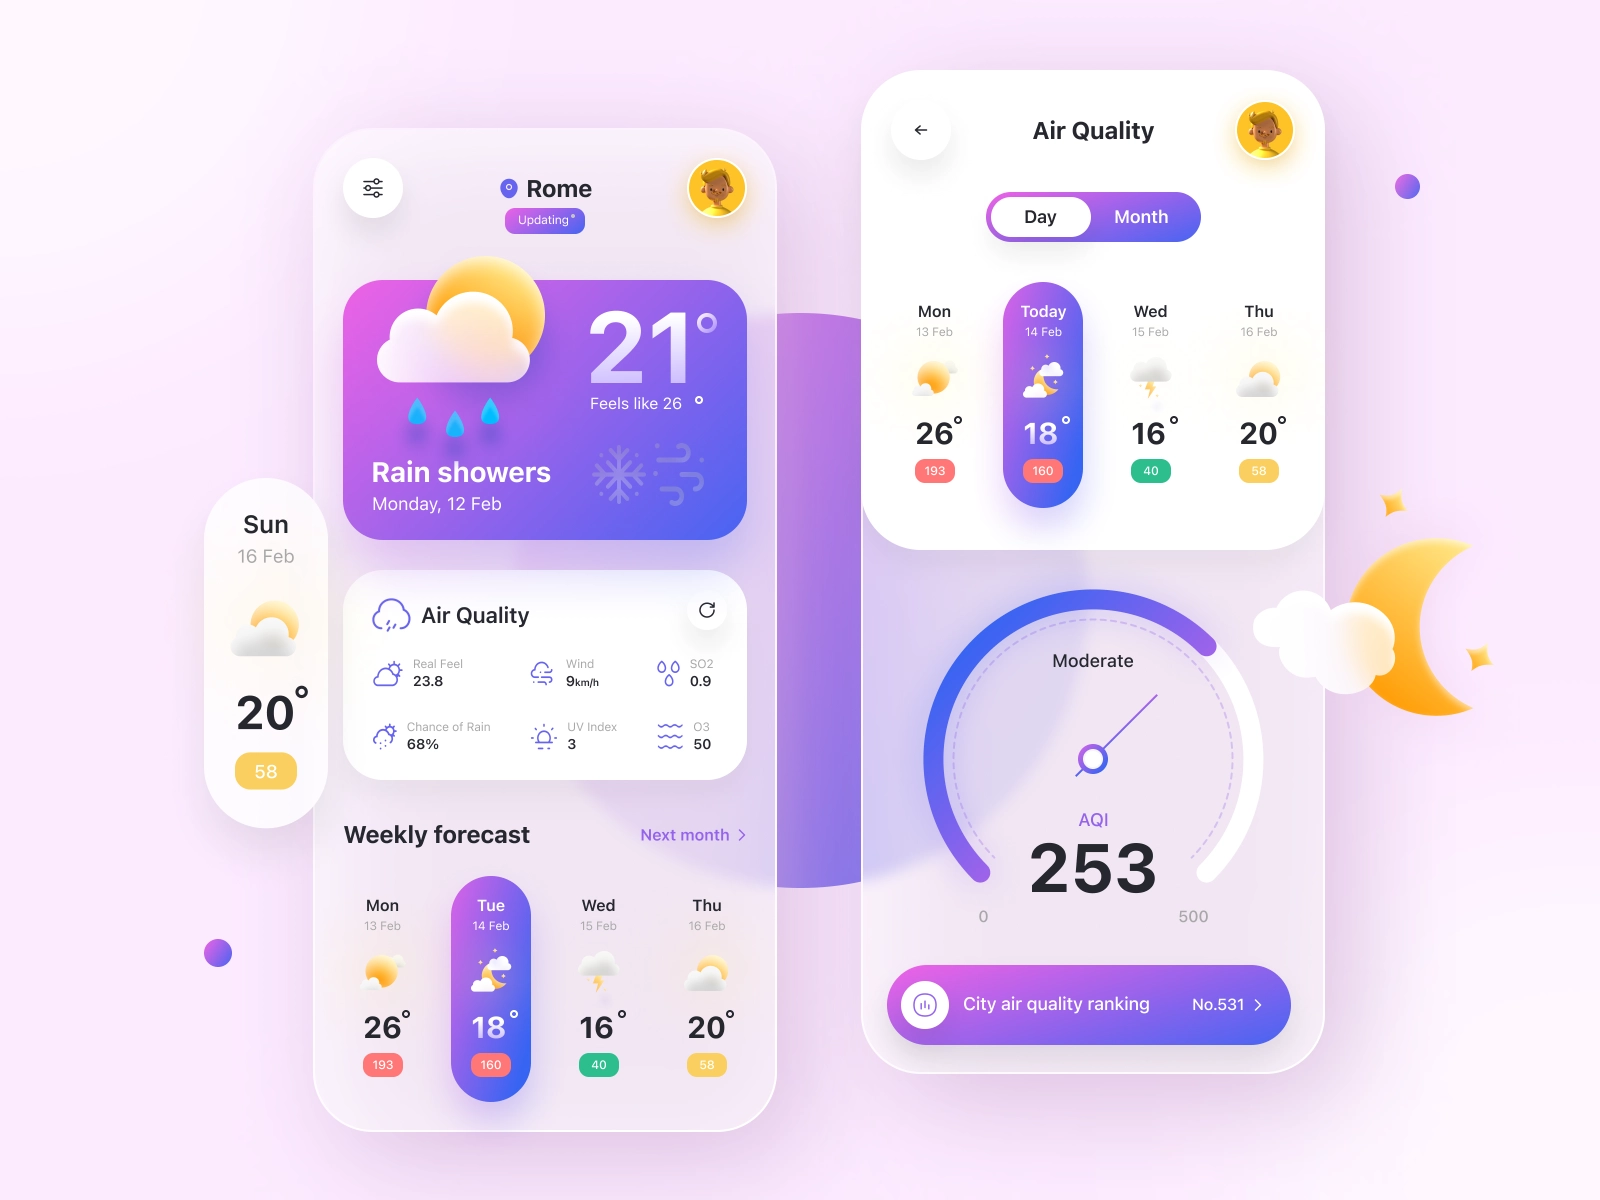 Rome
Updating
21°
Feels like 26 °
Rain showers
Monday, 12 Feb
Sun
16 Feb
20°
58
Air Quality
Real Feel
23.8
Wind
9km/h
SO2
0.9
Chance of Rain
68%
UV Index
3
O3
50
Weekly forecast
Next month
Mon
13 Feb
26°
193
Tue
14 Feb
18°
160
Wed
15 Feb
16°
40
Thu
16 Feb
20°
58
Air Quality
Day
Month
Mon
13 Feb
26°
193
Today
14 Feb
18°
160
Wed
15 Feb
16°
40
Thu
16 Feb
20°
58
Moderate
AQI
253
0
500
City air quality ranking
No.531